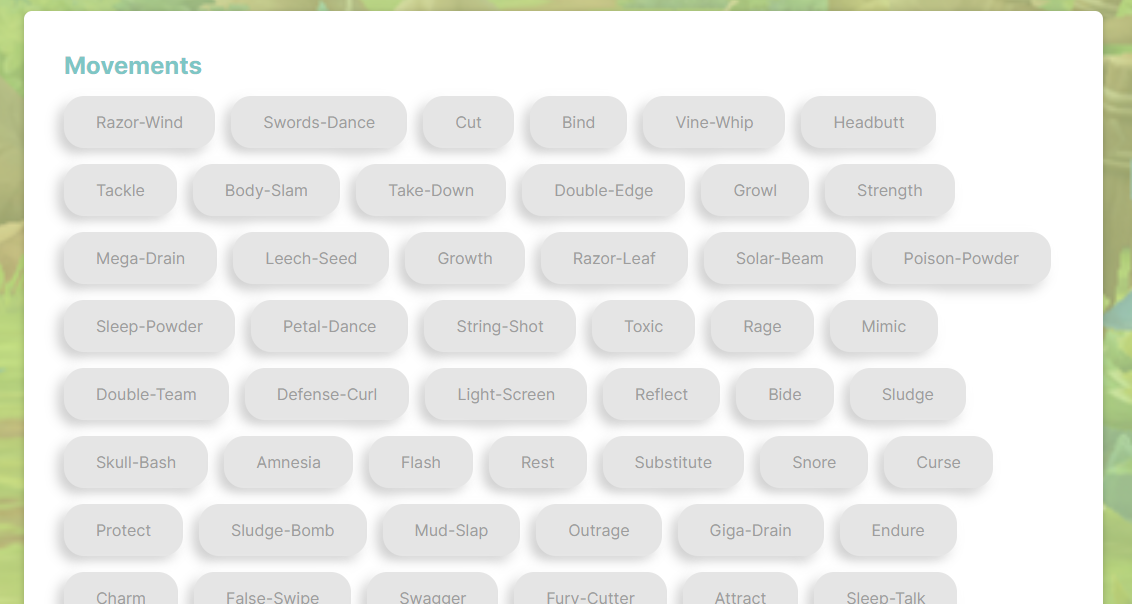 Movements
Razor-Wind Swords-Dance Cut Bind Vine-Whip Headbutt
Tackle Body-Slam Take-Down Double-Edge Growl Strength
Mega-Drain Leech-Seed Growth Razor-Leaf Solar-Beam Poison-Powder
Sleep-Powder Petal-Dance String-Shot Toxic Rage Mimic
Double-Team Defense-Curl Light-Screen Reflect Bide Sludge
Skull-Bash Amnesia Flash Rest Substitute Snore Curse
Protect Sludge-Bomb Mud-Slap Outrage Giga-Drain Endure
Charm False-Swipe Swagger Fury-Cutter Attract Sleep-Talk